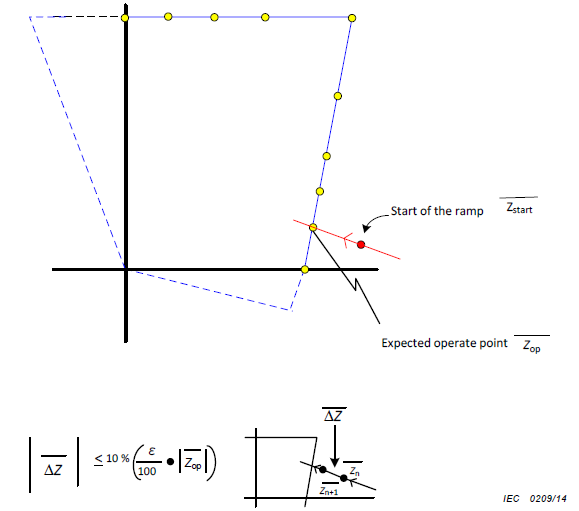 Start of the ramp Zstart
Expected operate point Zop
ΔZ
|ΔZ| ≤ 10 % (ε/100 • |Zop|)
Zn
Zn+1
IEC 0209/14